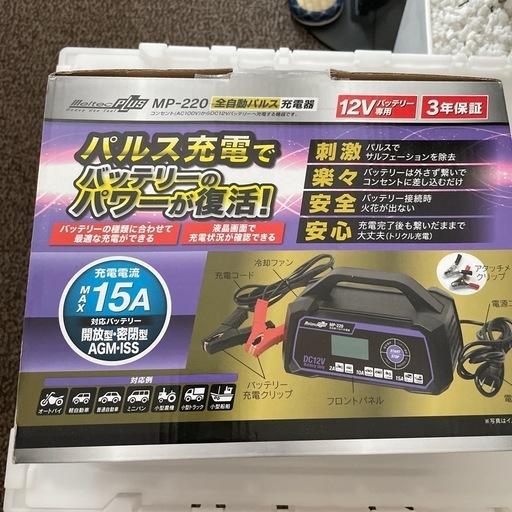 Meltec Plus MP-220 全自動パルス充電器
コンセント(AC100V)からDC12Vバッテリーへ充電する機器です。
12Vバッテリー専用
3年保証
パルス充電で
バッテリーの
パワーが復活!
バッテリーの種類に合わせて
最適な充電ができる
液晶画面で
充電状況が確認できる
刺激 パルスで
サルフェーションを除去
楽々 バッテリーは外さず繋いで
コンセントに差し込むだけ
安全 バッテリー接続時
火花が出ない
安心 充電完了後も繋いだままで
大丈夫(トリクル充電)
充電電流
MAX 15A
対応バッテリー
開放型・密閉型
AGM・ISS
冷却ファン
充電コード
アタッチメ
クリップ
電源コ
Meltec Plus
MP-220
DC12V
Battery Only
2A
10A
15A
START
STOP
バッテリー
充電クリップ
フロントパネル
電
対応例
オートバイ 軽自動車 普通自動車 ミニバン 小型農機 小型トラック 小型船舶
※写真はイ